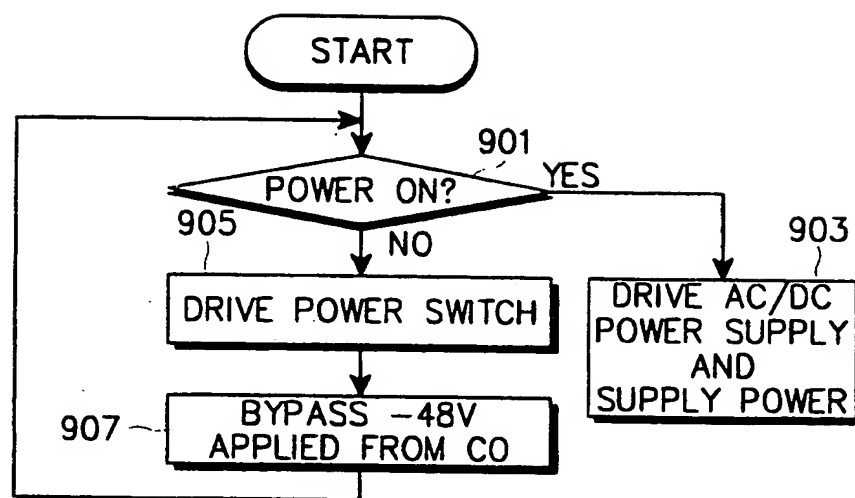 START
901
POWER ON?
YES
905
NO
903
DRIVE POWER SWITCH
DRIVE AC/DC
POWER SUPPLY
AND
SUPPLY POWER
907
BYPASS -48V
APPLIED FROM CO